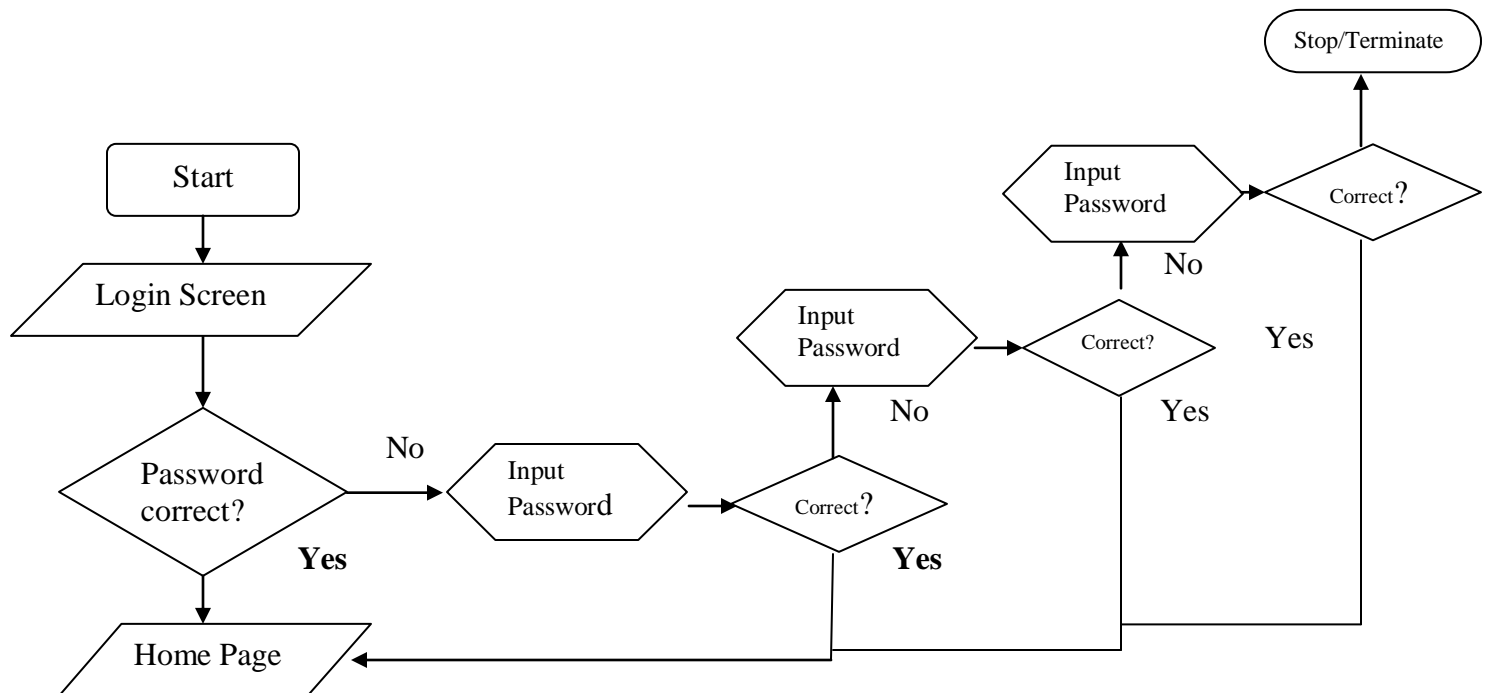 Stop/Terminate
Start
Input
Password
Correct?
Login Screen
No
Input
Password
Correct?
Yes
No
Yes
Password
correct?
No
Input
Password
Correct?
Yes
Yes
Home Page